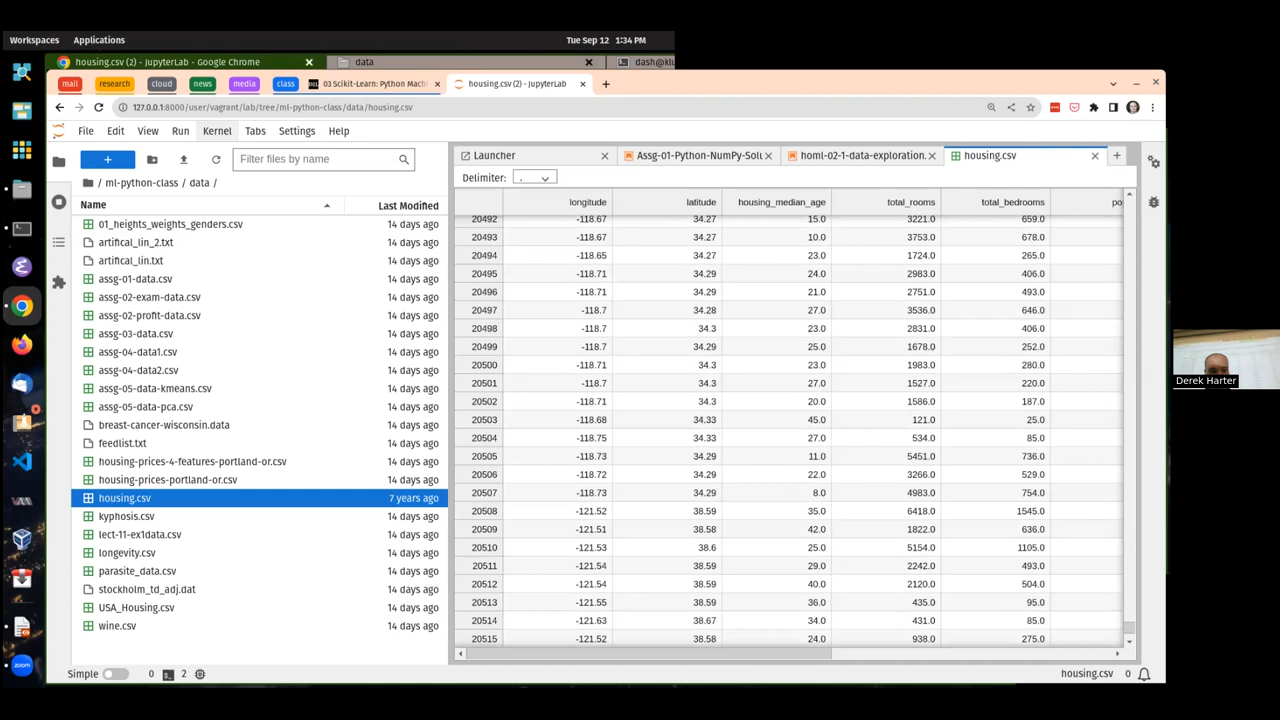 Workspaces Applications Tue Sep 12 1:34 PM
housing.csv (2) - JupyterLab - Google Chrome data dash@klu
mail research cloud news media class 03 Scikit-Learn: Python Machi housing.csv (2) - JupyterLab
127.0.0.1:8000/user/vagrant/lab/tree/ml-python-class/data/housing.csv
File Edit View Run Kernel Tabs Settings Help
Filter files by name
/ ml-python-class / data /
Name Last Modified
01_heights_weights_genders.csv 14 days ago
artifical_lin_2.txt 14 days ago
artifical_lin.txt 14 days ago
assg-01-data.csv 14 days ago
assg-02-exam-data.csv 14 days ago
assg-02-profit-data.csv 14 days ago
assg-03-data.csv 14 days ago
assg-04-data1.csv 14 days ago
assg-04-data2.csv 14 days ago
assg-05-data-kmeans.csv 14 days ago
assg-05-data-pca.csv 14 days ago
breast-cancer-wisconsin.data 14 days ago
feedlist.txt 14 days ago
housing-prices-4-features-portland-or.csv 14 days ago
housing-prices-portland-or.csv 14 days ago
housing.csv 7 years ago
kyphosis.csv 14 days ago
lect-11-ex1data.csv 14 days ago
longevity.csv 14 days ago
parasite_data.csv 14 days ago
stockholm_td_adj.dat 14 days ago
USA_Housing.csv 14 days ago
wine.csv 14 days ago
Simple 0 2
Launcher Assg-01-Python-NumPy-Solu homl-02-1-data-exploration. housing.csv
Delimiter: ,
longitude latitude housing_median_age total_rooms total_bedrooms po
20492 -118.67 34.27 15.0 3221.0 659.0
20493 -118.67 34.27 10.0 3753.0 678.0
20494 -118.65 34.27 23.0 1724.0 265.0
20495 -118.71 34.29 24.0 2983.0 406.0
20496 -118.71 34.29 21.0 2751.0 493.0
20497 -118.7 34.28 27.0 3536.0 646.0
20498 -118.7 34.3 23.0 2831.0 406.0
20499 -118.7 34.29 25.0 1678.0 252.0
20500 -118.71 34.3 23.0 1983.0 280.0
20501 -118.7 34.3 27.0 1527.0 220.0
20502 -118.71 34.3 20.0 1586.0 187.0
20503 -118.68 34.33 45.0 121.0 25.0
20504 -118.75 34.33 27.0 534.0 85.0
20505 -118.73 34.29 11.0 5451.0 736.0
20506 -118.72 34.29 22.0 3266.0 529.0
20507 -118.73 34.29 8.0 4983.0 754.0
20508 -121.52 38.59 35.0 6418.0 1545.0
20509 -121.51 38.58 42.0 1822.0 636.0
20510 -121.53 38.6 25.0 5154.0 1105.0
20511 -121.54 38.59 29.0 2242.0 493.0
20512 -121.54 38.59 40.0 2120.0 504.0
20513 -121.55 38.59 36.0 435.0 95.0
20514 -121.63 38.67 34.0 431.0 85.0
20515 -121.52 38.58 24.0 938.0 275.0
housing.csv 0
Derek Harter
zoom